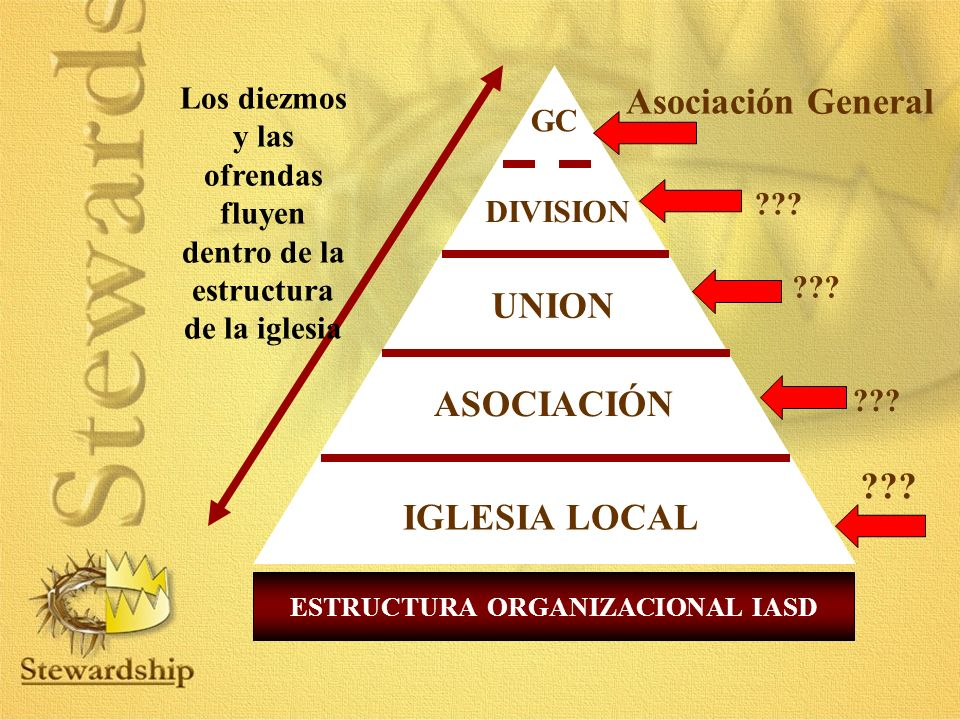 Stewards
Los diezmos
y las
ofrendas
fluyen
dentro de la
estructura
de la iglesia
Asociación General
GC
DIVISION
???
UNION
???
ASOCIACIÓN
???
IGLESIA LOCAL
???
ESTRUCTURA ORGANIZACIONAL IASD
Stewardship